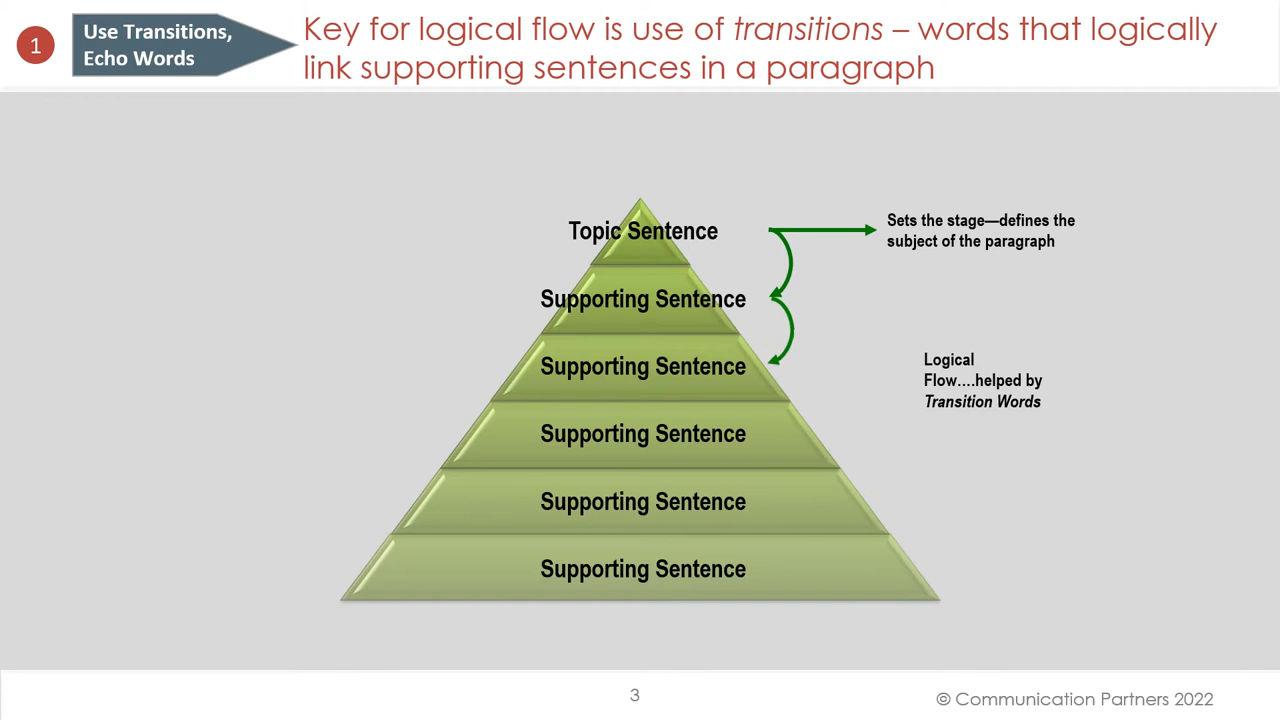 1
Use Transitions,
Echo Words
Key for logical flow is use of transitions – words that logically
link supporting sentences in a paragraph
Topic Sentence
Sets the stage—defines the
subject of the paragraph
Supporting Sentence
Supporting Sentence
Logical
Flow....helped by
Transition Words
Supporting Sentence
Supporting Sentence
Supporting Sentence
3
© Communication Partners 2022